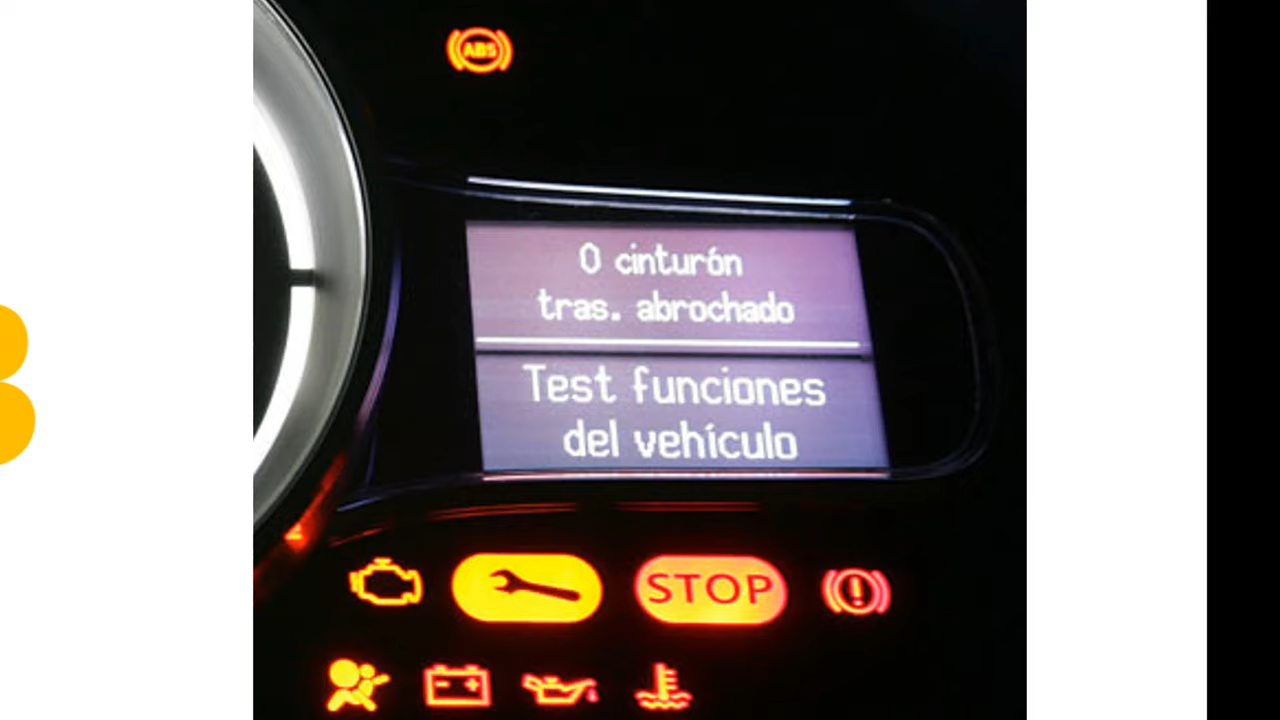 ABS
0 cinturón
tras. abrochado
Test funciones
del vehículo
STOP